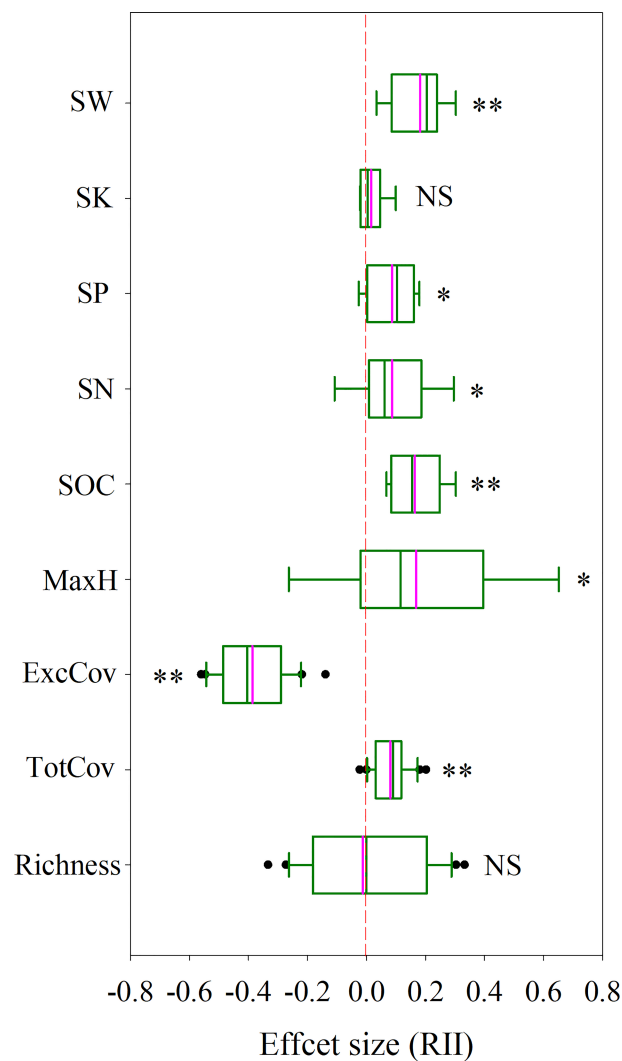 SW
**
SK
NS
SP
*
SN
*
SOC
**
MaxH
*
ExcCov
**
TotCov
**
Richness
NS
-0.8 -0.6 -0.4 -0.2 0.0 0.2 0.4 0.6 0.8
Effcet size (RII)